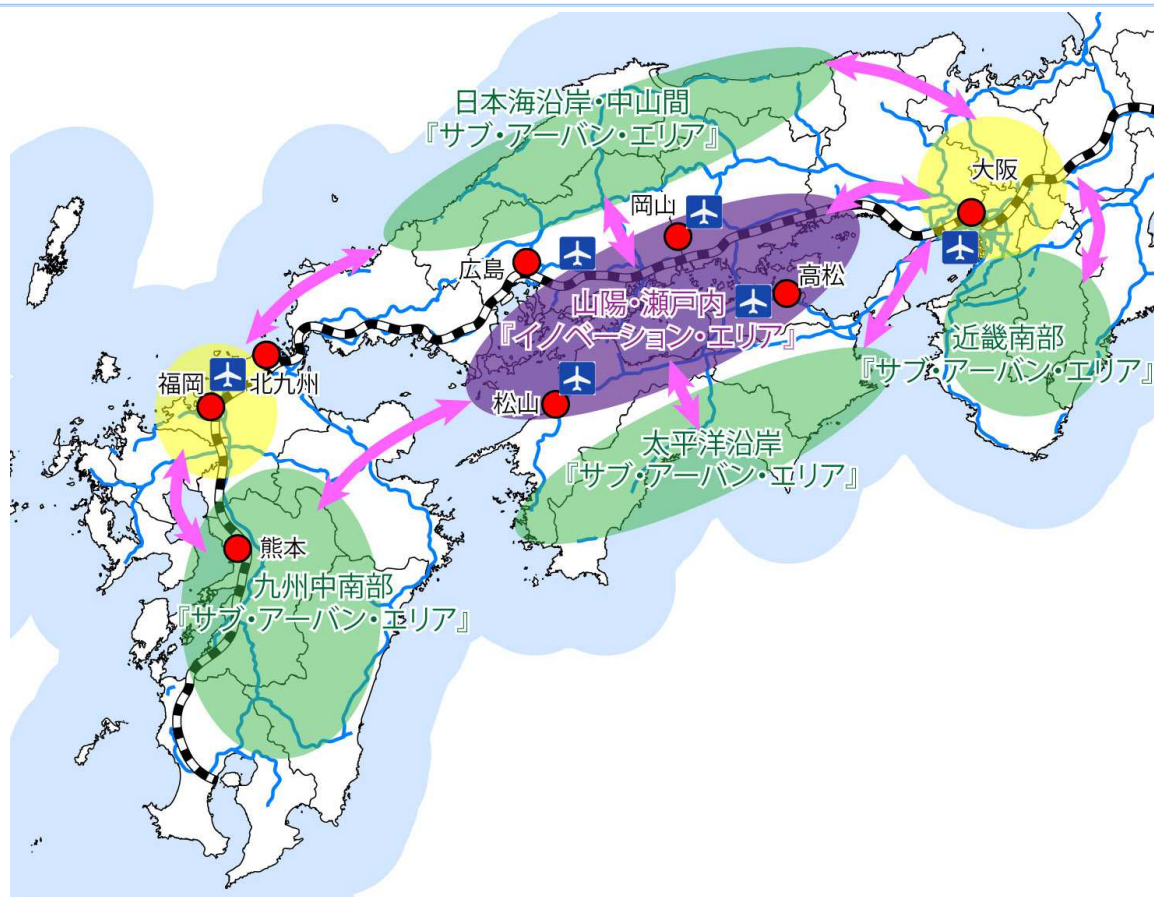 日本海沿岸・中山間
『サブ・アーバン・エリア』
大阪
岡山
広島
高松
山陽・瀬戸内
『イノベーション・エリア』
近畿南部
『サブ・アーバン・エリア』
北九州
福岡
松山
太平洋沿岸
『サブ・アーバン・エリア』
熊本
九州中南部
『サブ・アーバン・エリア』